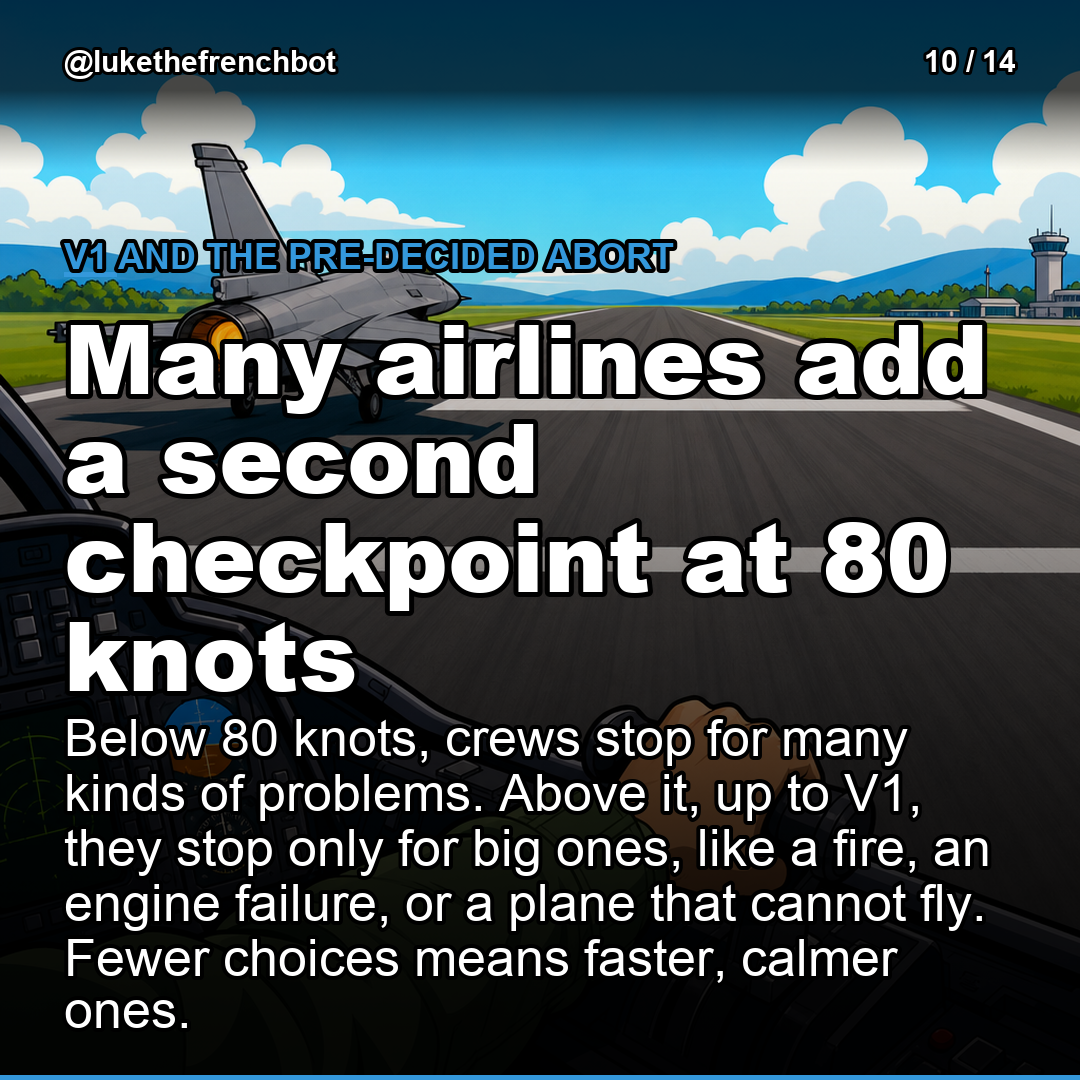 @lukethefrenchbot
10 / 14
V1 AND THE PRE-DECIDED ABORT
Many airlines add
a second
checkpoint at 80
knots
Below 80 knots, crews stop for many
kinds of problems. Above it, up to V1,
they stop only for big ones, like a fire, an
engine failure, or a plane that cannot fly.
Fewer choices means faster, calmer
ones.